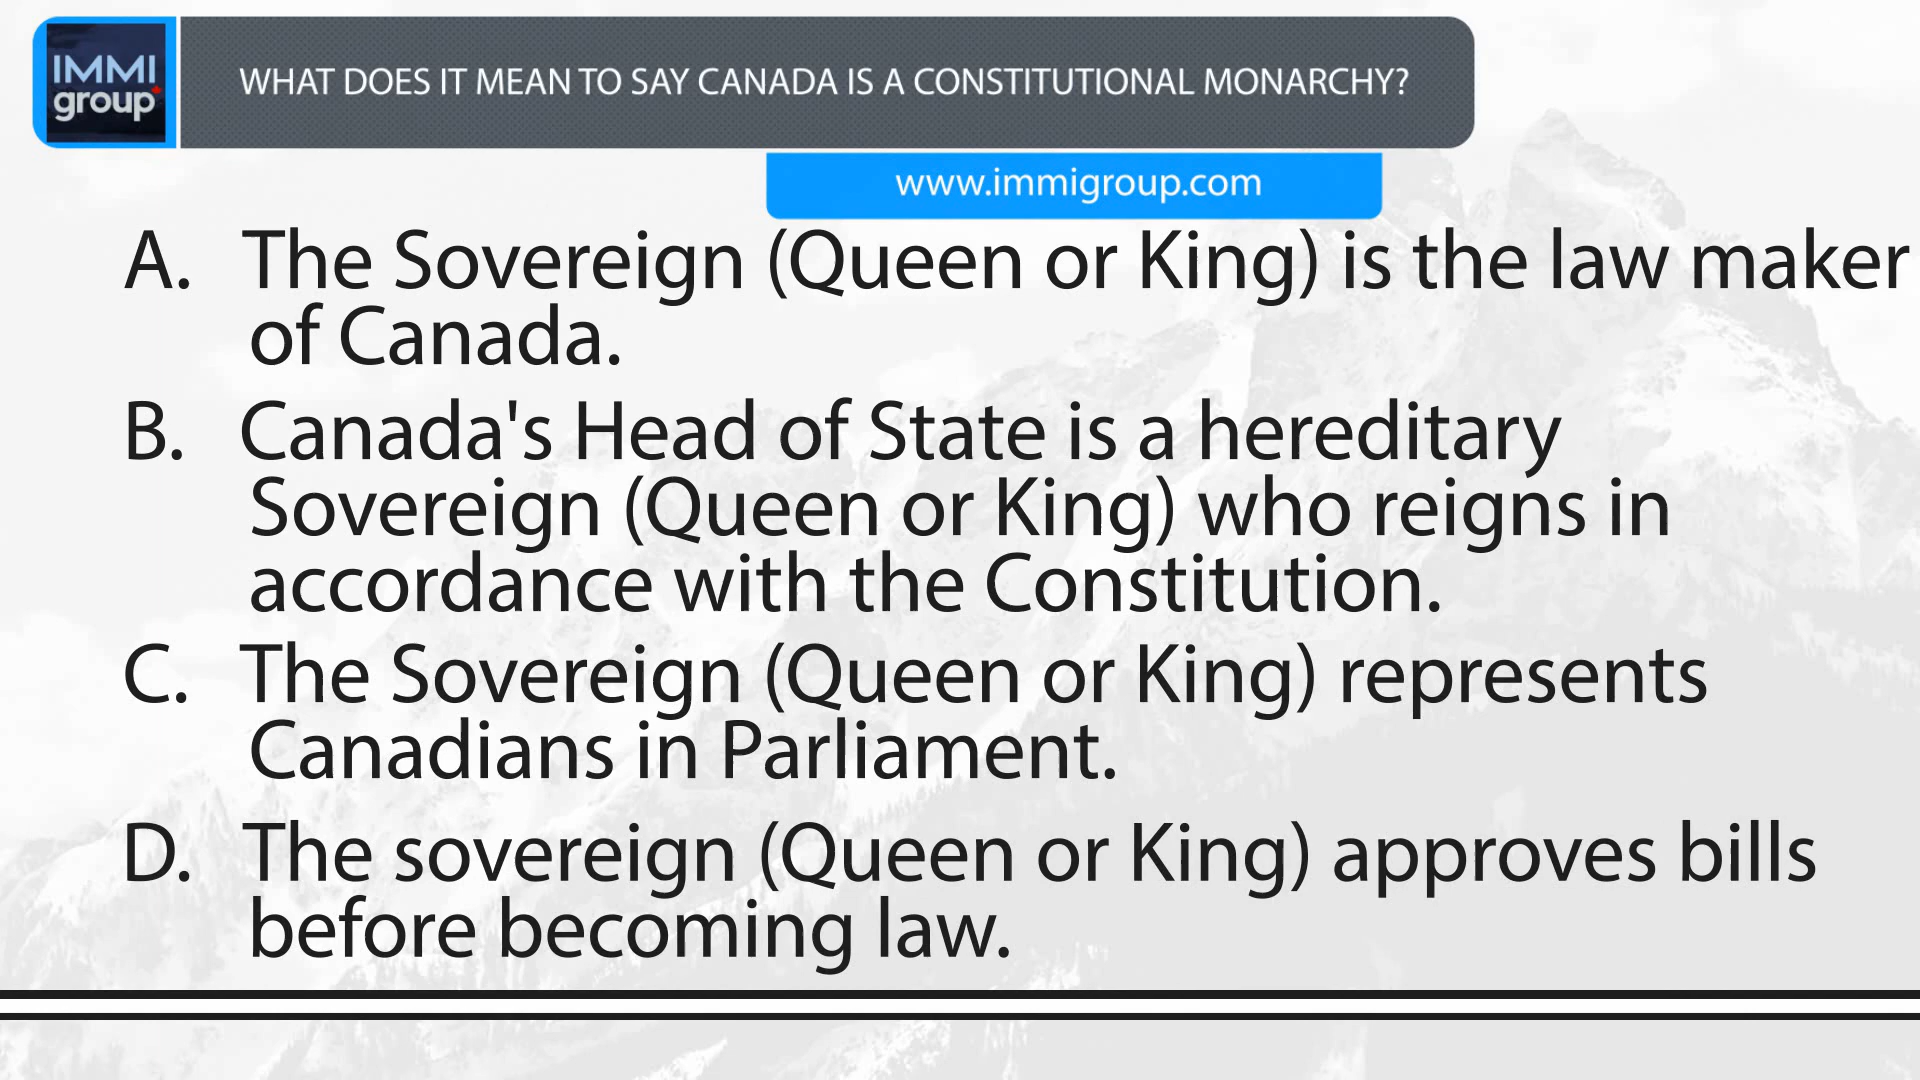 IMMI
group
WHAT DOES IT MEAN TO SAY CANADA IS A CONSTITUTIONAL MONARCHY?
www.immigroup.com
A. The Sovereign (Queen or King) is the law maker
of Canada.
B. Canada's Head of State is a hereditary
Sovereign (Queen or King) who reigns in
accordance with the Constitution.
C. The Sovereign (Queen or King) represents
Canadians in Parliament.
D. The sovereign (Queen or King) approves bills
before becoming law.